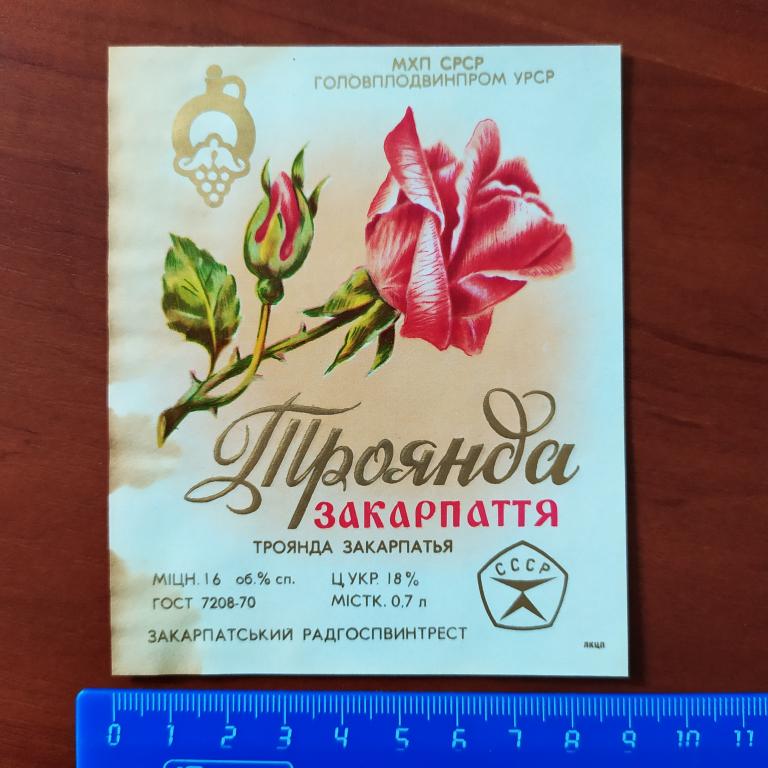 МХП СРСР
ГОЛОВПЛОДВИНПРОМ УРСР
Троянда
ЗАКАРПАТТЯ
ТРОЯНДА ЗАКАРПАТЬЯ
МІЦН. 16 об.% сп. Ц.УКР. 18%
ГОСТ 7208-70 МІСТК. 0,7 л
ЗАКАРПАТСЬКИЙ РАДГОСПВИНТРЕСТ
СССР
ЛКЦП
0 1 2 3 4 5 6 7 8 9 10 11